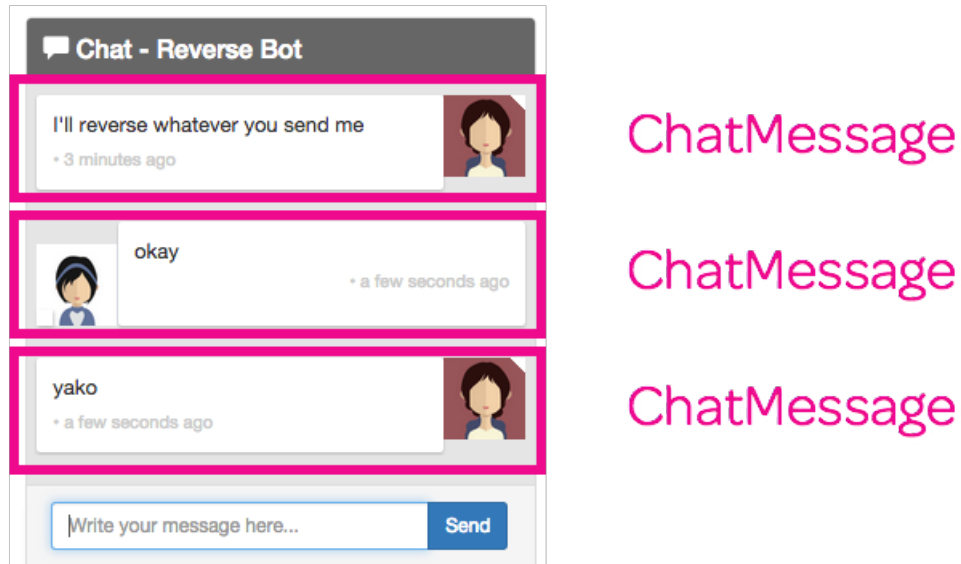 Chat - Reverse Bot
I'll reverse whatever you send me
• 3 minutes ago
ChatMessage
okay
• a few seconds ago
ChatMessage
yako
• a few seconds ago
ChatMessage
Write your message here...
Send